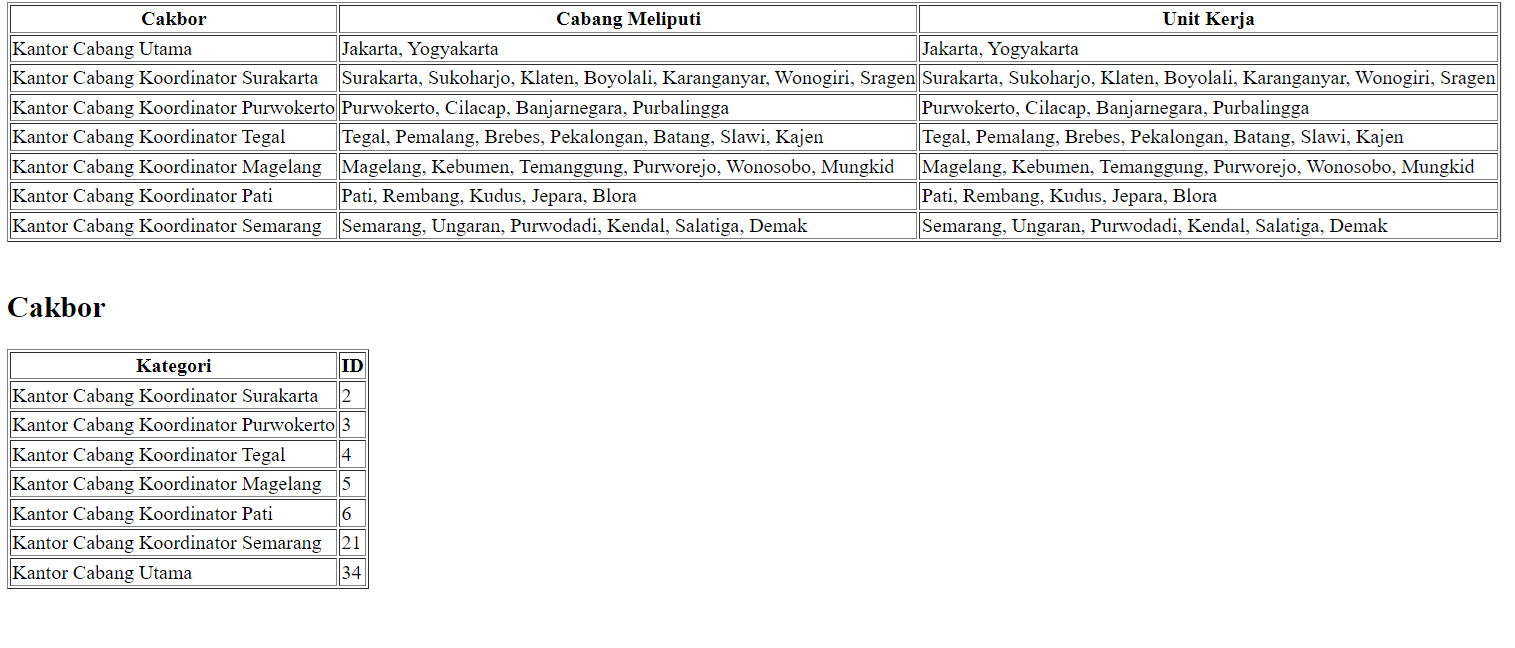 Cakbor Cabang Meliputi Unit Kerja
Kantor Cabang Utama Jakarta, Yogyakarta Jakarta, Yogyakarta
Kantor Cabang Koordinator Surakarta Surakarta, Sukoharjo, Klaten, Boyolali, Karanganyar, Wonogiri, Sragen Surakarta, Sukoharjo, Klaten, Boyolali, Karanganyar, Wonogiri, Sragen
Kantor Cabang Koordinator Purwokerto Purwokerto, Cilacap, Banjarnegara, Purbalingga Purwokerto, Cilacap, Banjarnegara, Purbalingga
Kantor Cabang Koordinator Tegal Tegal, Pemalang, Brebes, Pekalongan, Batang, Slawi, Kajen Tegal, Pemalang, Brebes, Pekalongan, Batang, Slawi, Kajen
Kantor Cabang Koordinator Magelang Magelang, Kebumen, Temanggung, Purworejo, Wonosobo, Mungkid Magelang, Kebumen, Temanggung, Purworejo, Wonosobo, Mungkid
Kantor Cabang Koordinator Pati Pati, Rembang, Kudus, Jepara, Blora Pati, Rembang, Kudus, Jepara, Blora
Kantor Cabang Koordinator Semarang Semarang, Ungaran, Purwodadi, Kendal, Salatiga, Demak Semarang, Ungaran, Purwodadi, Kendal, Salatiga, Demak
Cakbor
Kategori ID
Kantor Cabang Koordinator Surakarta 2
Kantor Cabang Koordinator Purwokerto 3
Kantor Cabang Koordinator Tegal 4
Kantor Cabang Koordinator Magelang 5
Kantor Cabang Koordinator Pati 6
Kantor Cabang Koordinator Semarang 21
Kantor Cabang Utama 34